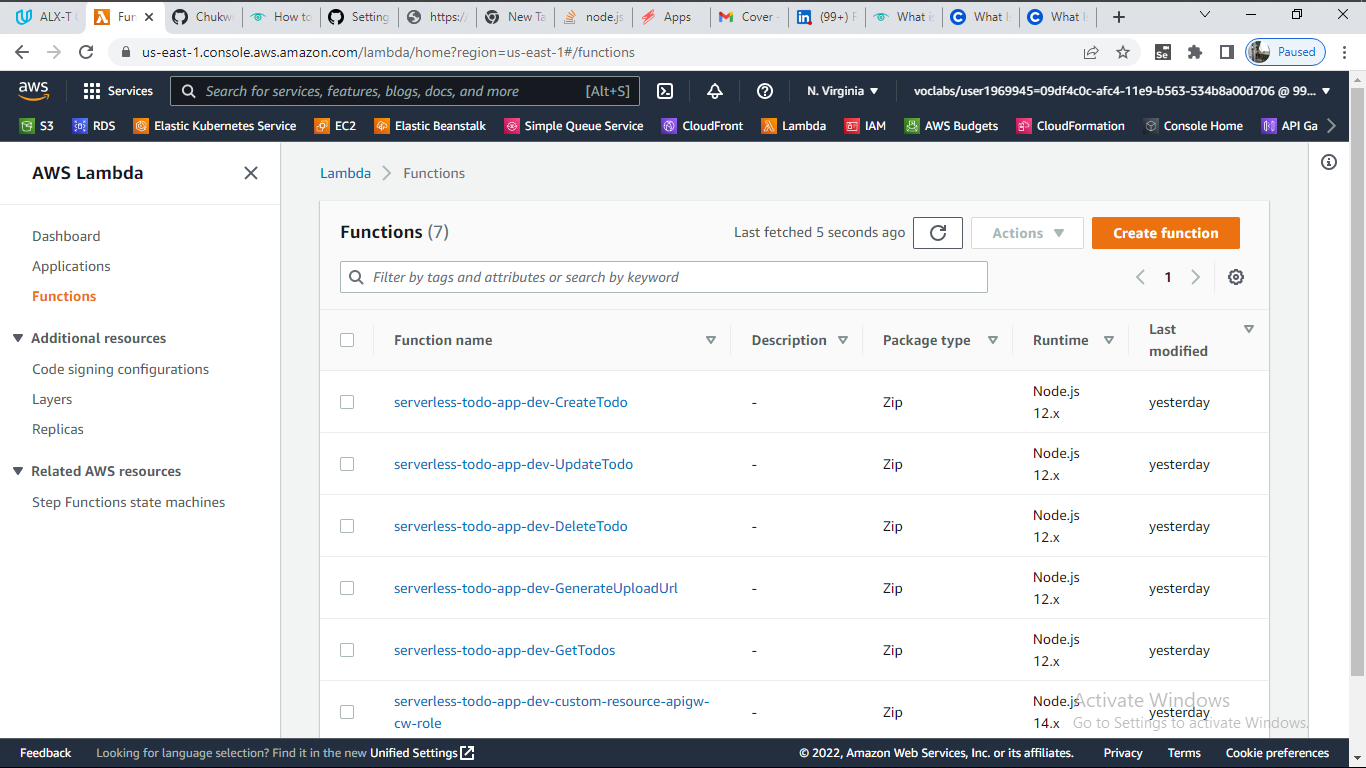 ALX-T
Fun
Chukw
How to
Setting
https:/
New Ta
node.js
Apps
Cover
(99+) F
What is
What I
What Is
us-east-1.console.aws.amazon.com/lambda/home?region=us-east-1#/functions
Paused
aws
Services
Search for services, features, blogs, docs, and more
[Alt+S]
N. Virginia
voclabs/user1969945=09df4c0c-afc4-11e9-b563-534b8a00d706 @ 99...
S3
RDS
Elastic Kubernetes Service
EC2
Elastic Beanstalk
Simple Queue Service
CloudFront
Lambda
IAM
AWS Budgets
CloudFormation
Console Home
API Ga
AWS Lambda
Dashboard
Applications
Functions
Additional resources
Code signing configurations
Layers
Replicas
Related AWS resources
Step Functions state machines
Lambda
Functions
Functions (7)
Last fetched 5 seconds ago
Actions
Create function
Filter by tags and attributes or search by keyword
1
Function name
Description
Package type
Runtime
Last
modified
serverless-todo-app-dev-CreateTodo
-
Zip
Node.js
12.x
yesterday
serverless-todo-app-dev-UpdateTodo
-
Zip
Node.js
12.x
yesterday
serverless-todo-app-dev-DeleteTodo
-
Zip
Node.js
12.x
yesterday
serverless-todo-app-dev-GenerateUploadUrl
-
Zip
Node.js
12.x
yesterday
serverless-todo-app-dev-GetTodos
-
Zip
Node.js
12.x
yesterday
serverless-todo-app-dev-custom-resource-apigw-
cw-role
-
Zip
Node.js
14.x
yesterday
Activate Windows
Go to Settings to activate Windows.
Feedback
Looking for language selection? Find it in the new Unified Settings
© 2022, Amazon Web Services, Inc. or its affiliates.
Privacy
Terms
Cookie preferences